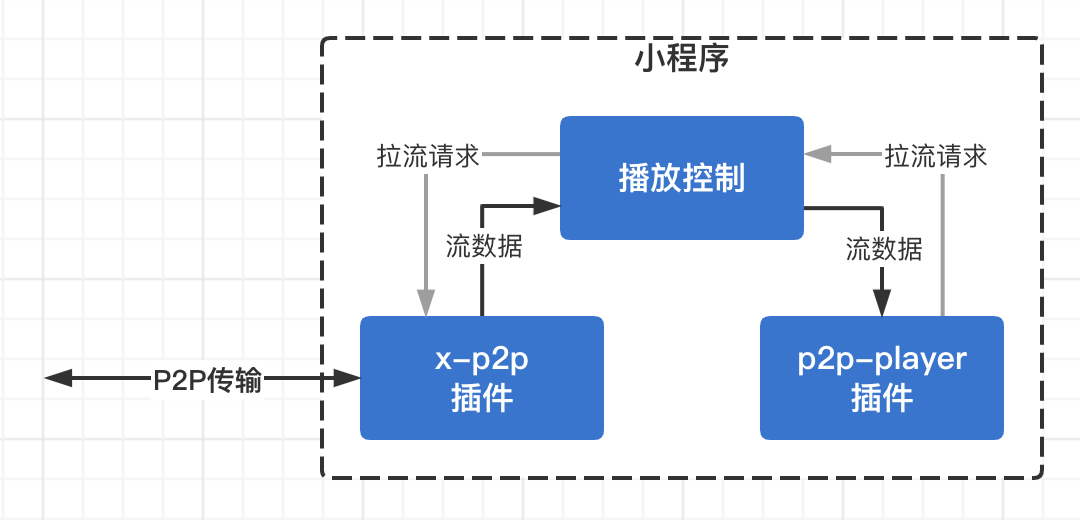 小程序
拉流请求
播放控制
拉流请求
流数据
流数据
P2P传输
x-p2p
插件
p2p-player
插件